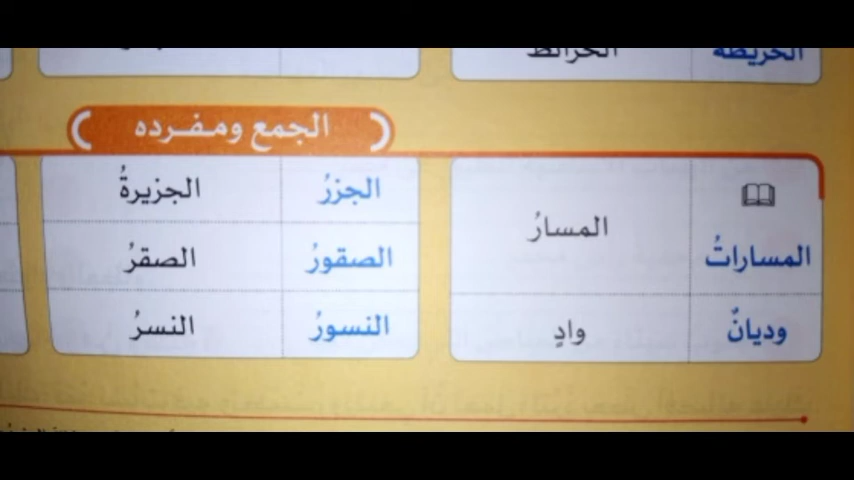 الخريطة الخرائط
الجمع ومفرده
المساراتُ المسارُ
وديانٌ وادٍ
الجزرُ الجزيرةُ
الصقورُ الصقرُ
النسورُ النسرُ